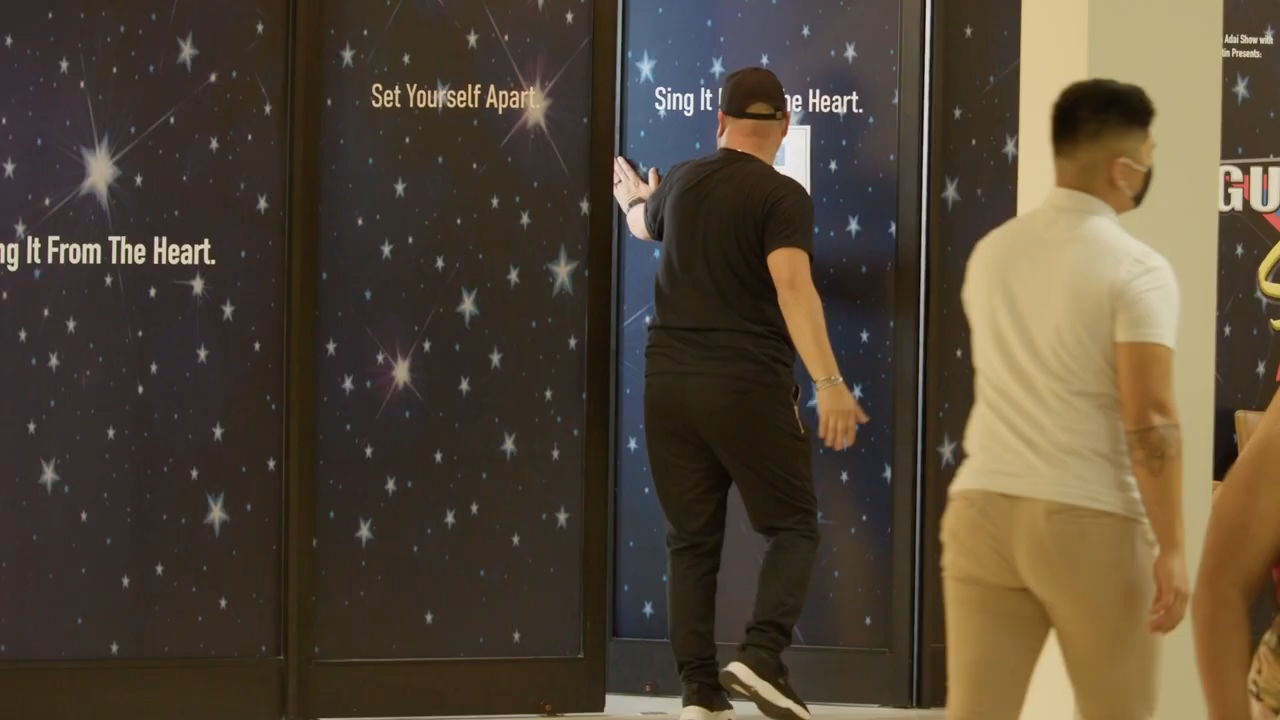 ng It From The Heart.
Set Yourself Apart.
Sing It he Heart.
Adai Show with
tin Presents:
GU